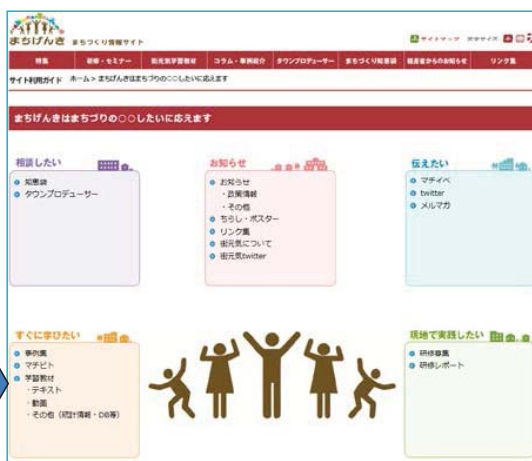 まちげんき まちづくり情報サイト
サイトマップ 文字サイズ
特集 研修・セミナー 街元気学習教材 コラム・事例紹介 タウンプロデューサー まちづくり知恵袋 経産省からのお知らせ リンク集
サイト利用ガイド ホーム > まちげんきはまちづくりの○○したいに応えます
まちげんきはまちづりの○○したいに応えます
相談したい
知恵袋
タウンプロデューサー
お知らせ
お知らせ
・政策情報
・その他
ちらし・ポスター
リンク集
街元気について
街元気twitter
伝えたい
マチイベ
twitter
メルマガ
すぐに学びたい
事例集
マチビト
学習教材
・テキスト
・動画
・その他（統計情報・DB等）
現地で実践したい
研修募集
研修レポート